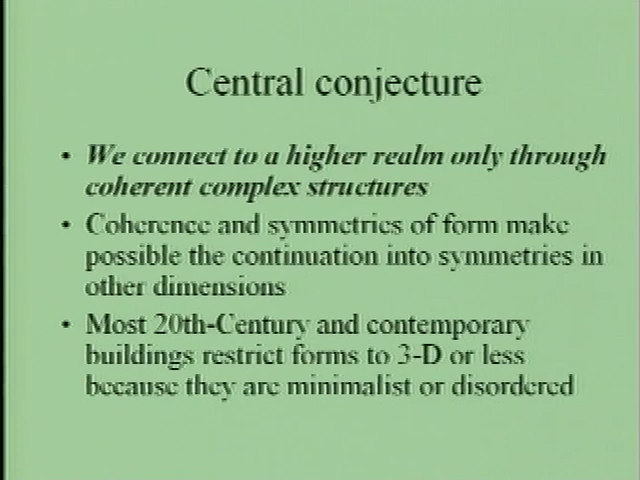 Central conjecture
• We connect to a higher realm only through
coherent complex structures
• Coherence and symmetries of form make
possible the continuation into symmetries in
other dimensions
• Most 20th-Century and contemporary
buildings restrict forms to 3-D or less
because they are minimalist or disordered